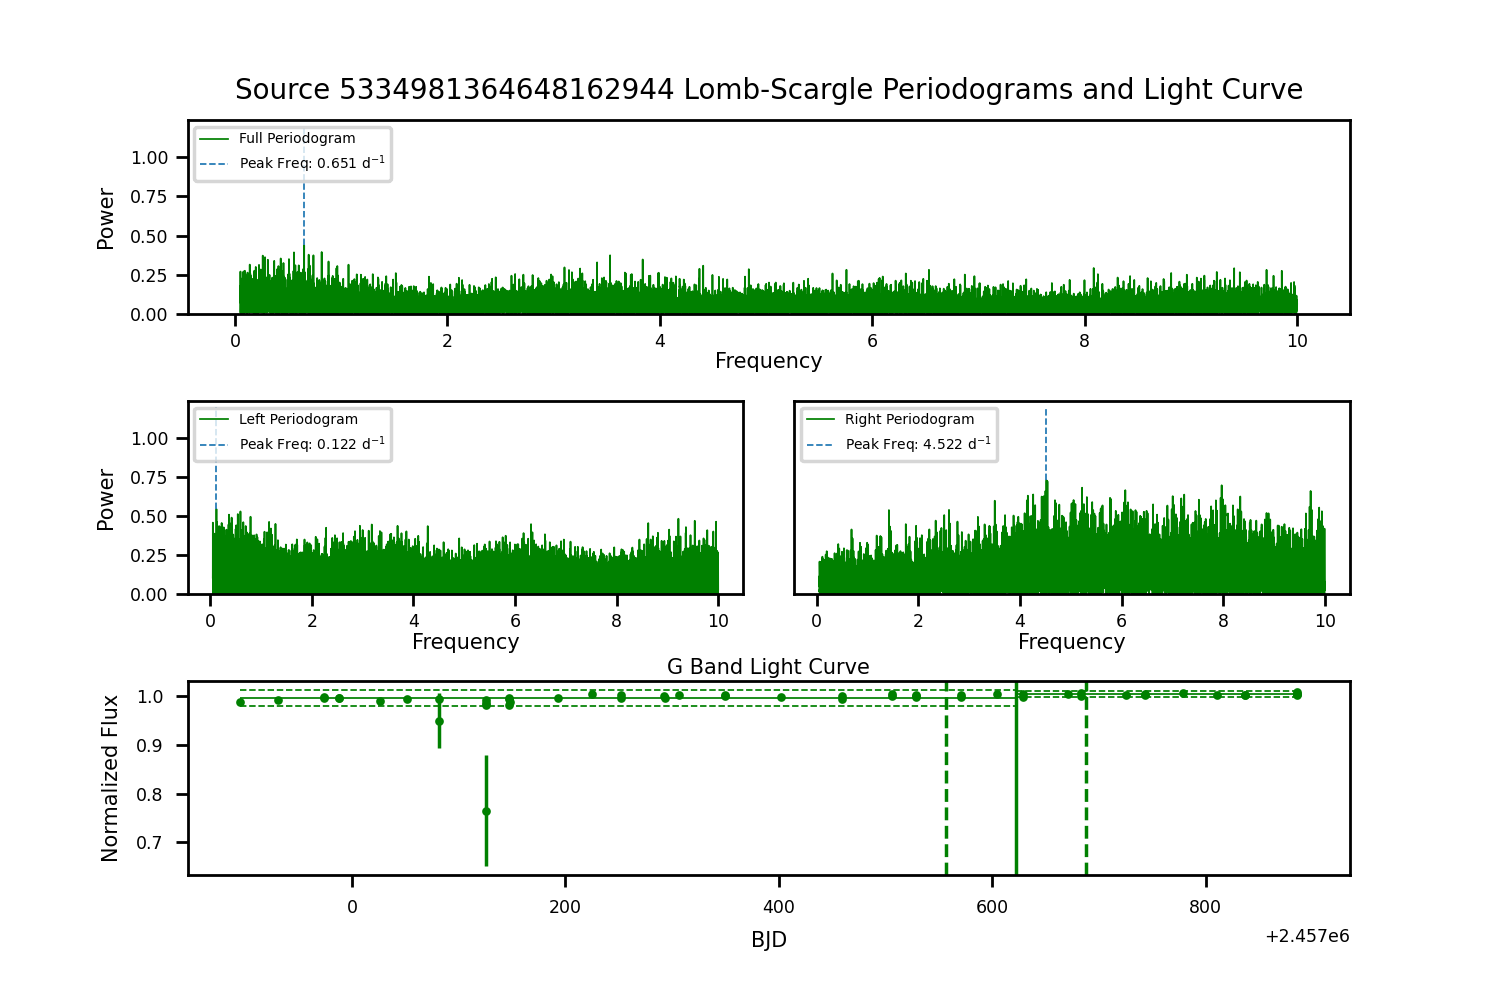 Source 5334981364648162944 Lomb-Scargle Periodograms and Light Curve
Full Periodogram
Peak Freq: 0.651 d⁻¹
Power
1.00
0.75
0.50
0.25
0.00
0 2 4 6 8 10
Frequency
Left Periodogram
Peak Freq: 0.122 d⁻¹
Power
1.00
0.75
0.50
0.25
0.00
0 2 4 6 8 10
Frequency
Right Periodogram
Peak Freq: 4.522 d⁻¹
0 2 4 6 8 10
Frequency
G Band Light Curve
Normalized Flux
1.0
0.9
0.8
0.7
0 200 400 600 800
BJD
+2.457e6